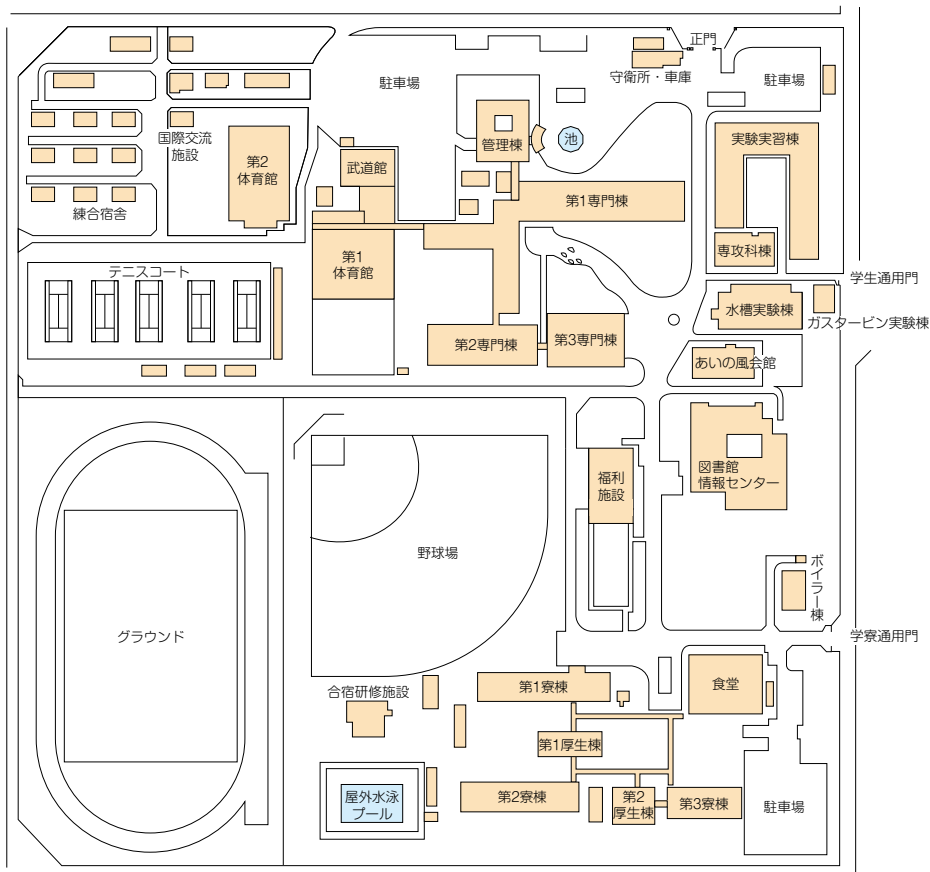 正門
守衛所・車庫
駐車場
駐車場
管理棟
池
実験実習棟
国際交流
施設
第2
体育館
武道館
第1専門棟
練合宿舎
専攻科棟
第1
体育館
テニスコート
学生通用門
水槽実験棟
ガスタービン実験棟
第2専門棟
第3専門棟
あいの風会館
福利
施設
図書館
情報センター
野球場
ボイラー棟
グラウンド
学寮通用門
合宿研修施設
第1寮棟
食堂
第1厚生棟
屋外水泳
プール
第2寮棟
第2
厚生棟
第3寮棟
駐車場